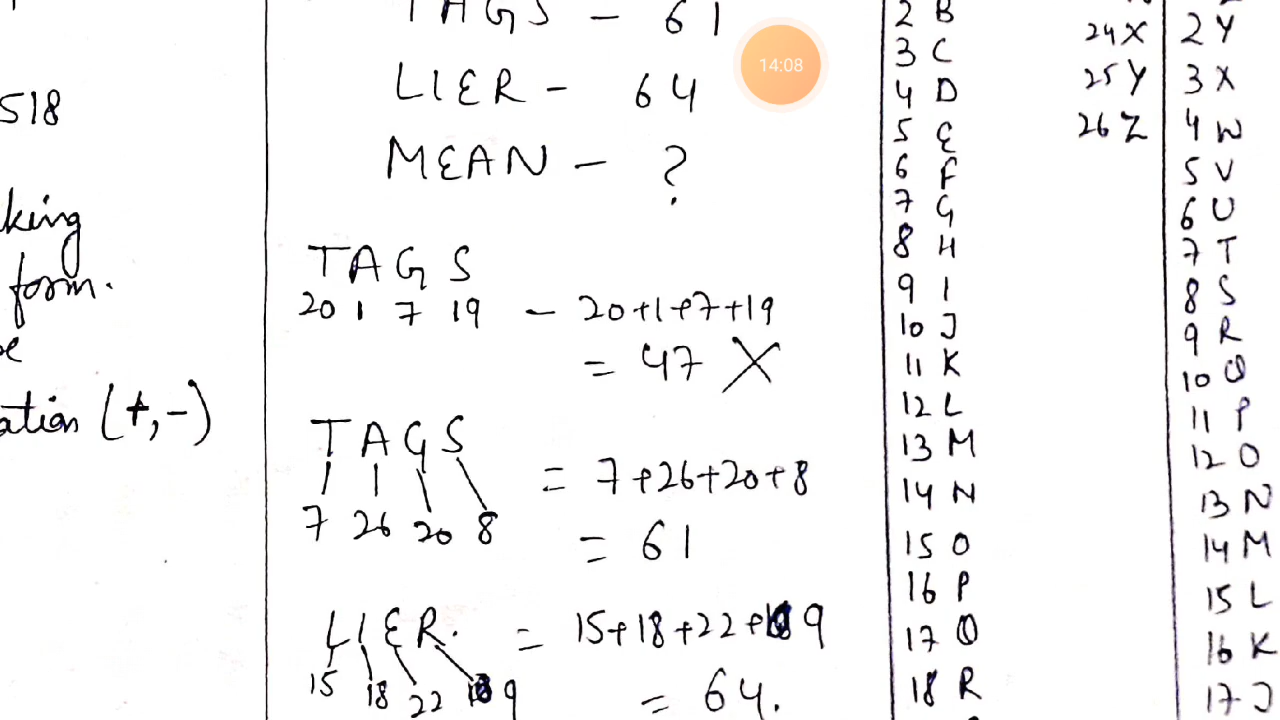 518
king
form.
ation (+,-)
TAGS - 61
LIER - 64
MEAN - ?
TAGS
20 1 7 19 - 20+1+7+19
= 47 X
TAGS
7 26 20 8
= 7+26+20+8
= 61
LIER.
15 18 22 9
= 15+18+22+9
= 64.
14:08
2 B
3 C
4 D
5 E
6 F
7 G
8 H
9 I
10 J
11 K
12 L
13 M
14 N
15 O
16 P
17 Q
18 R
24 X
25 Y
26 Z
2 Y
3 X
4 W
5 V
6 U
7 T
8 S
9 R
10 Q
11 P
12 O
13 N
14 M
15 L
16 K
17 J